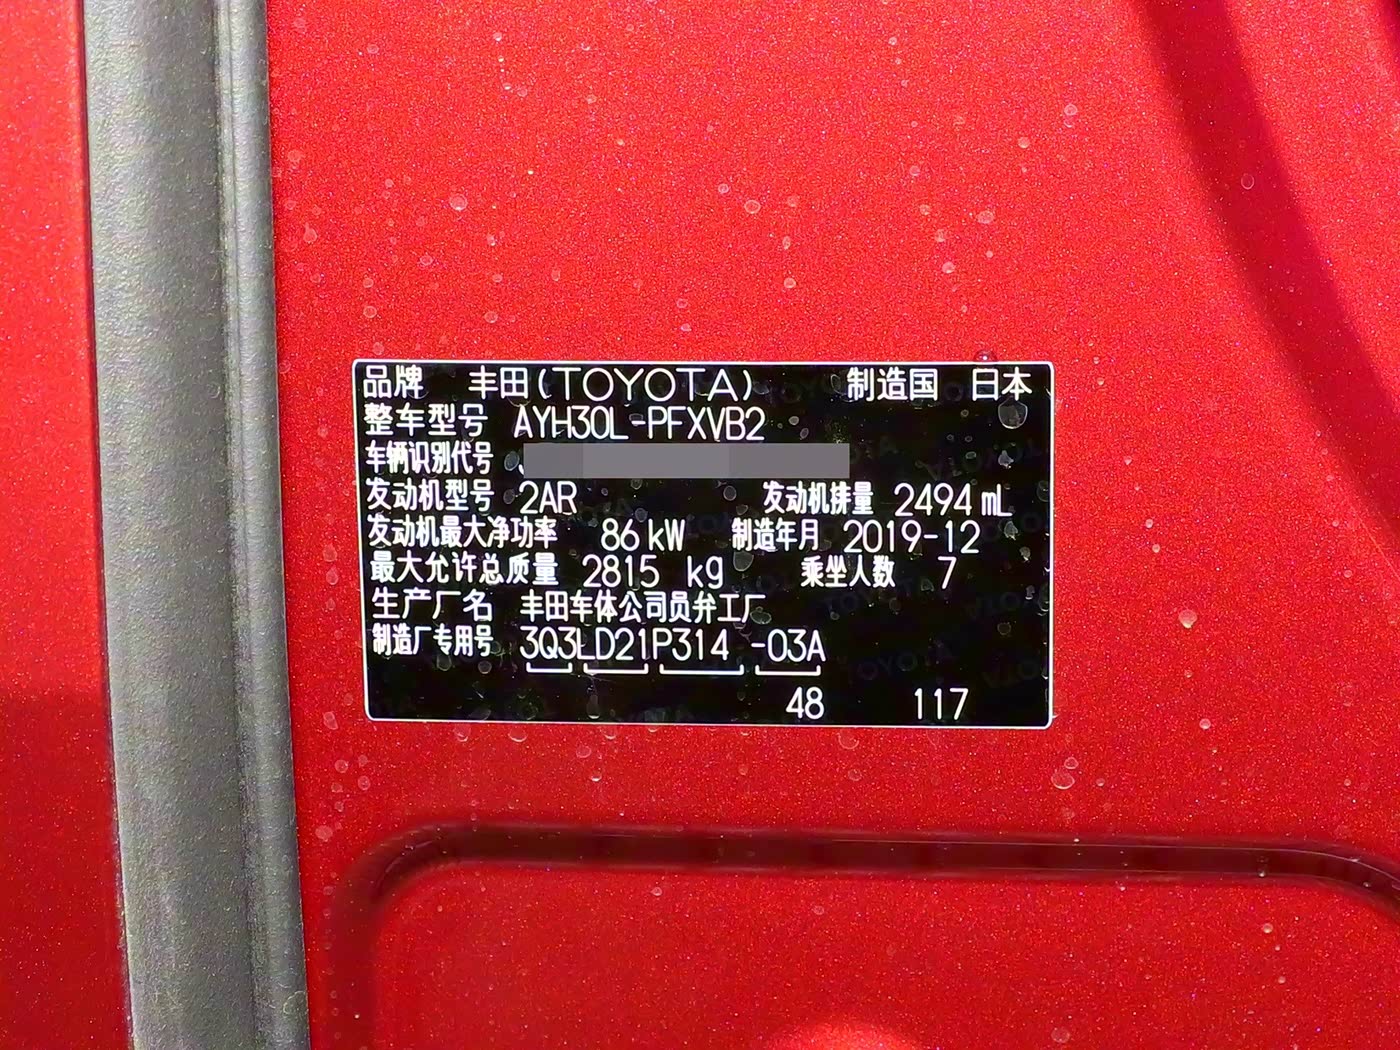 品牌 丰田(TOYOTA) 制造国 日本
整车型号 AYH30L-PFXVB2
车辆识别代号
发动机型号 2AR 发动机排量 2494 mL
发动机最大净功率 86 kW 制造年月 2019-12
最大允许总质量 2815 kg 乘坐人数 7
生产厂名 丰田车体公司员弁工厂
制造厂专用号 3Q3LD21P314 -03A
48 117